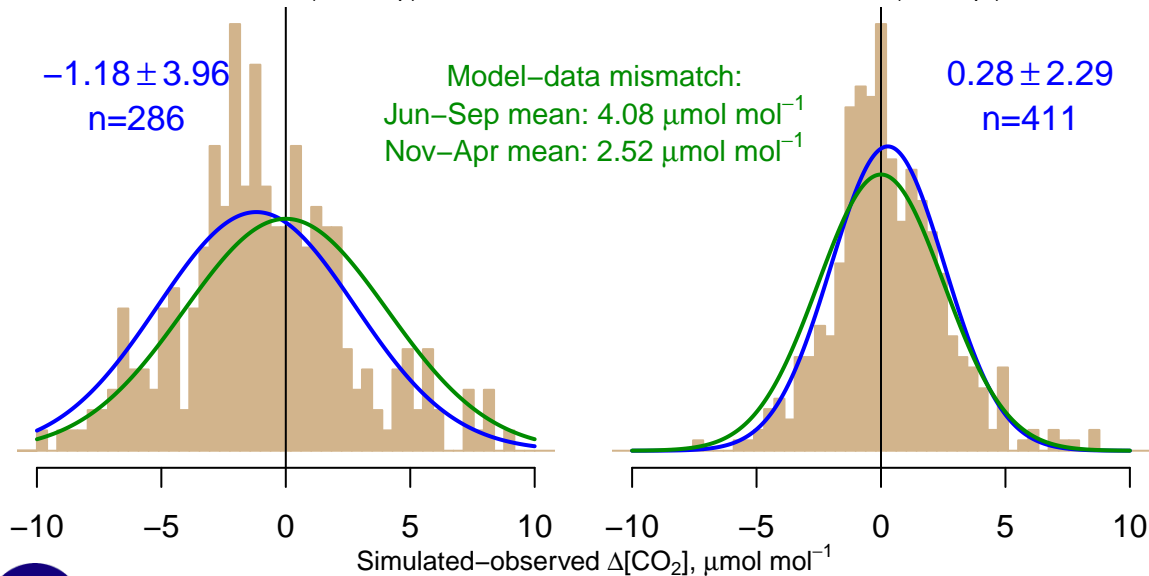 −1.18 ± 3.96
n=286
Model−data mismatch:
Jun−Sep mean: 4.08 μmol mol⁻¹
Nov−Apr mean: 2.52 μmol mol⁻¹
0.28 ± 2.29
n=411
−10 −5 0 5 10
−10 −5 0 5 10
Simulated−observed Δ[CO₂], μmol mol⁻¹